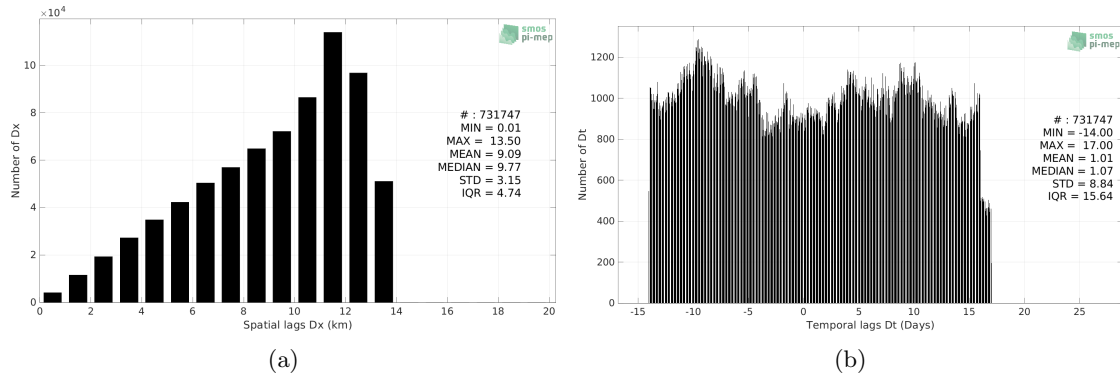 ×10⁴
smos
pi-mep
Number of Dx
10
8
6
4
2
0
# : 731747
MIN = 0.01
MAX = 13.50
MEAN = 9.09
MEDIAN = 9.77
STD = 3.15
IQR = 4.74
0 2 4 6 8 10 12 14 16 18 20
Spatial lags Dx (km)
(a)
smos
pi-mep
Number of Dt
1200
1000
800
600
400
200
0
# : 731747
MIN = -14.00
MAX = 17.00
MEAN = 1.01
MEDIAN = 1.07
STD = 8.84
IQR = 15.64
-15 -10 -5 0 5 10 15 20 25
Temporal lags Dt (Days)
(b)